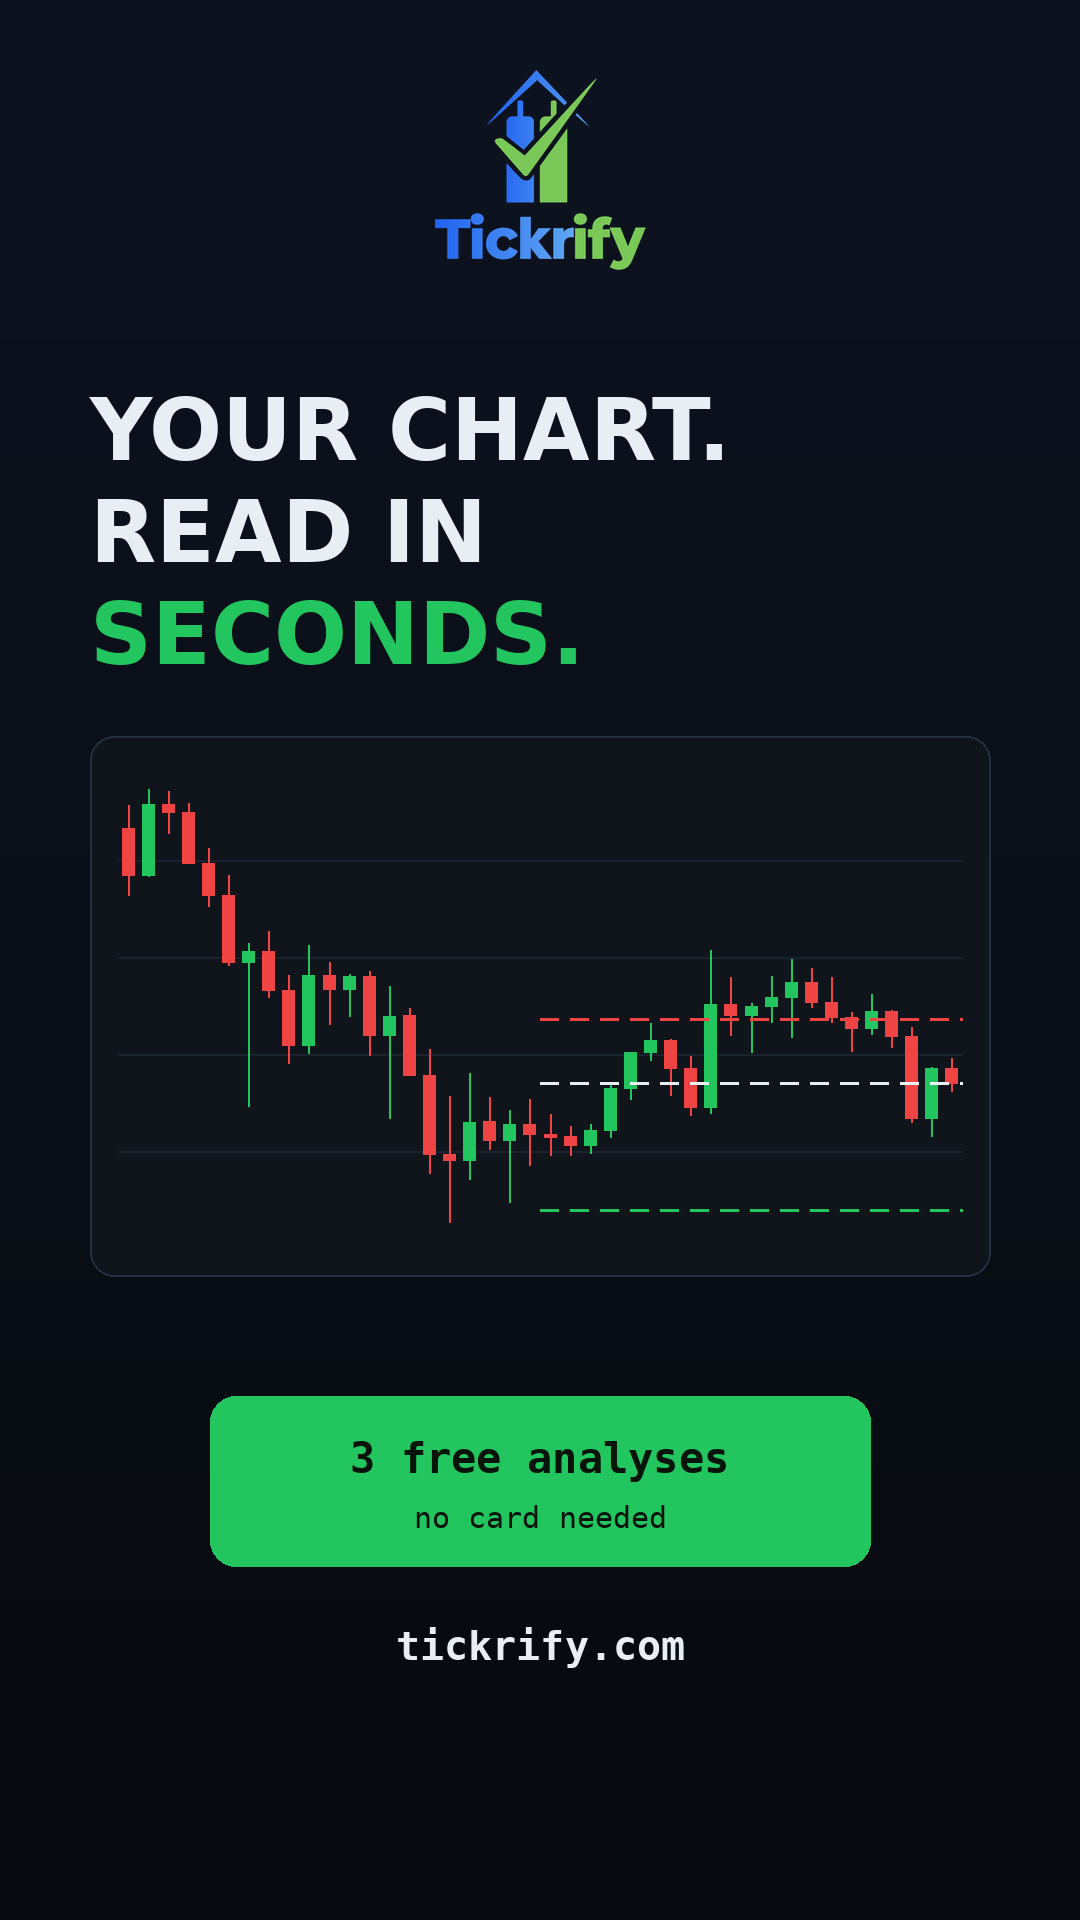 Tickrify
YOUR CHART.
READ IN
SECONDS.
3 free analyses
no card needed
tickrify.com